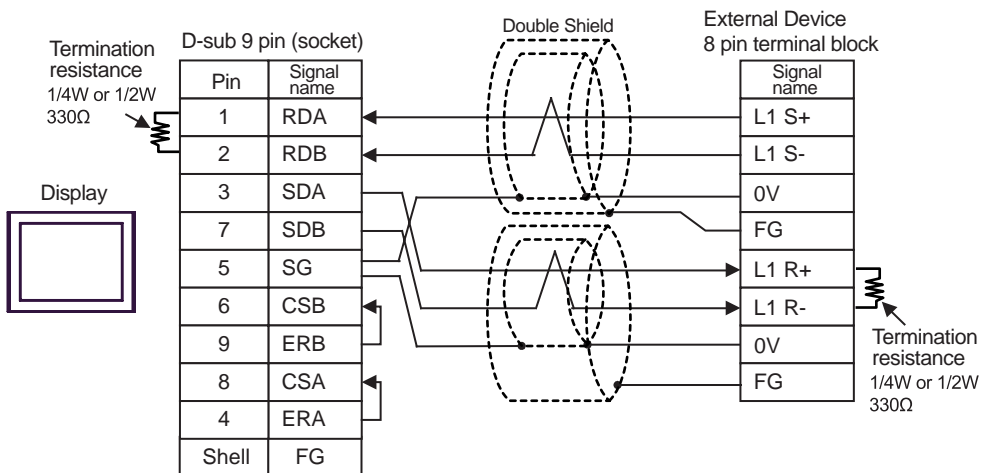 Double Shield
External Device
8 pin terminal block
Termination
resistance
1/4W or 1/2W
330Ω
D-sub 9 pin (socket)
Pin Signal name
1 RDA
2 RDB
3 SDA
7 SDB
5 SG
6 CSB
9 ERB
8 CSA
4 ERA
Shell FG
Display
Signal name
L1 S+
L1 S-
0V
FG
L1 R+
L1 R-
0V
FG
Termination
resistance
1/4W or 1/2W
330Ω